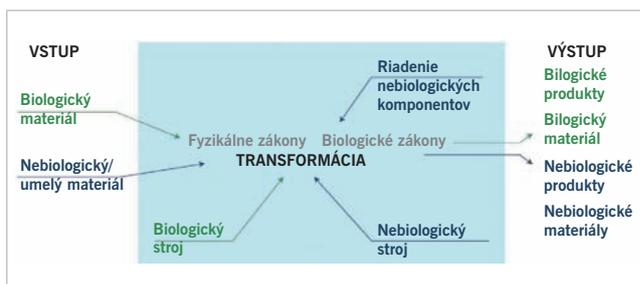 VSTUP
Biologický
materiál
Nebiologický/
umelý materiál
Riadenie
nebiologických
komponentov
Fyzikálne zákony Biologické zákony
TRANSFORMÁCIA
Biologický
stroj
Nebiologický
stroj
VÝSTUP
Bilogické
produkty
Bilogický
materiál
Nebiologické
produkty
Nebiologické
materiály